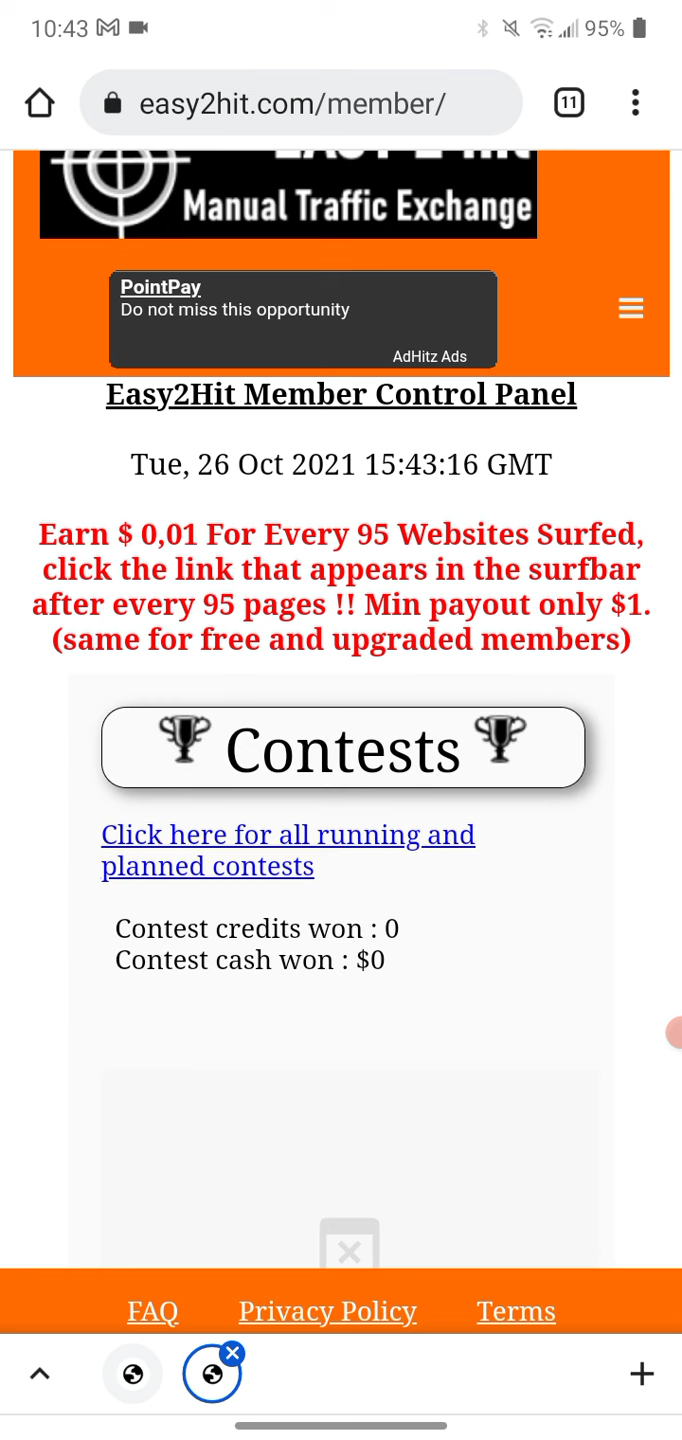 10:43 95%
easy2hit.com/member/ 11
Manual Traffic Exchange
PointPay
Do not miss this opportunity
AdHitz Ads
Easy2Hit Member Control Panel
Tue, 26 Oct 2021 15:43:16 GMT
Earn $ 0,01 For Every 95 Websites Surfed,
click the link that appears in the surfbar
after every 95 pages !! Min payout only $1.
(same for free and upgraded members)
Contests
Click here for all running and
planned contests
Contest credits won : 0
Contest cash won : $0
FAQ Privacy Policy Terms